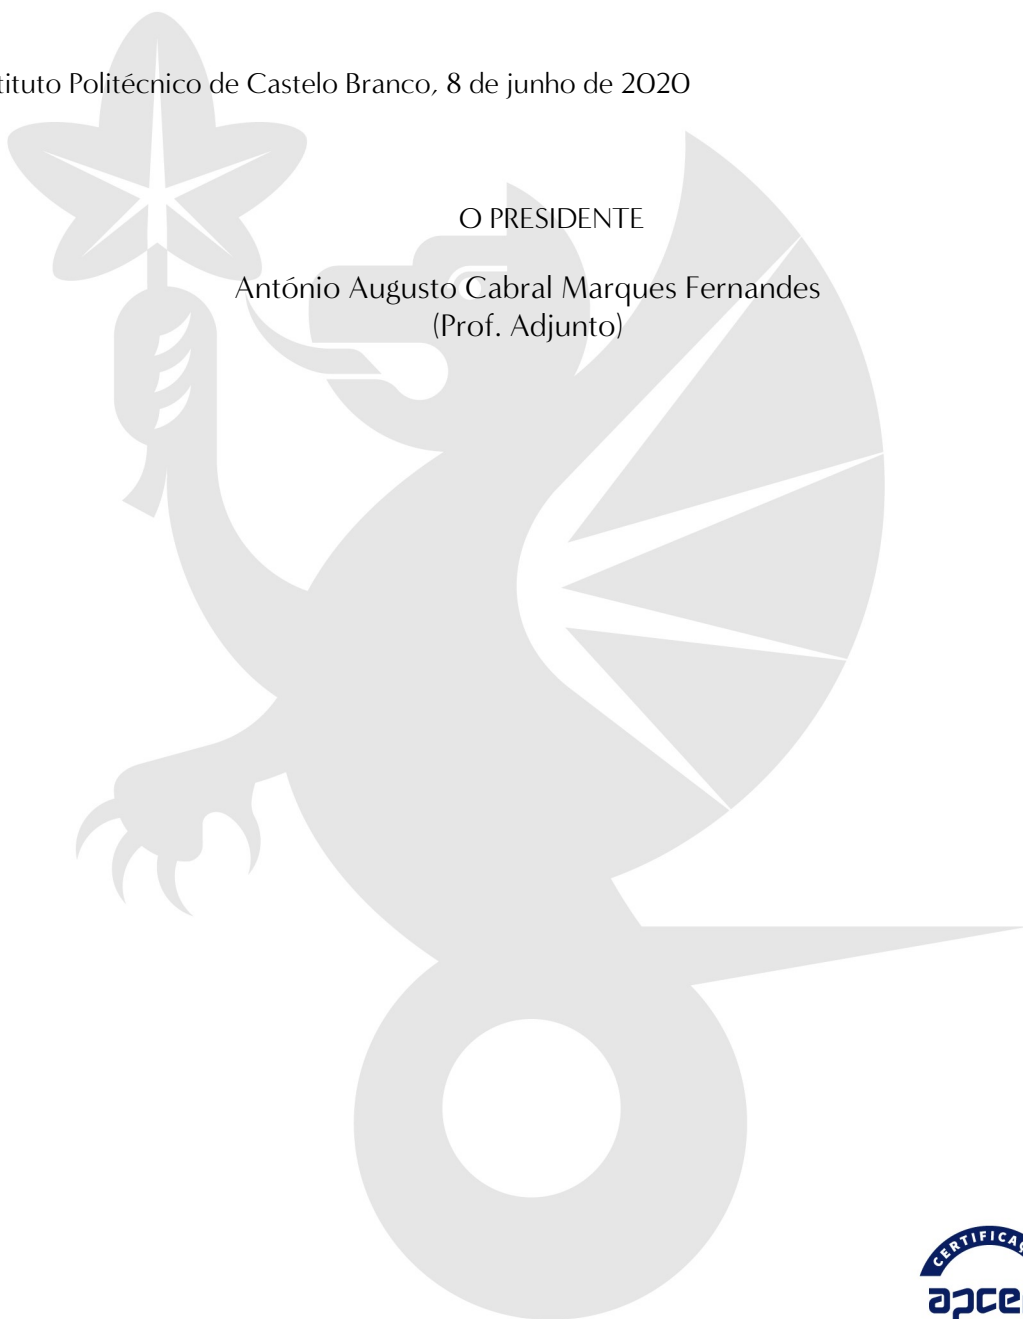 tituto Politécnico de Castelo Branco, 8 de junho de 2020
O PRESIDENTE
António Augusto Cabral Marques Fernandes
(Prof. Adjunto)
CERTIFICAÇ
apce